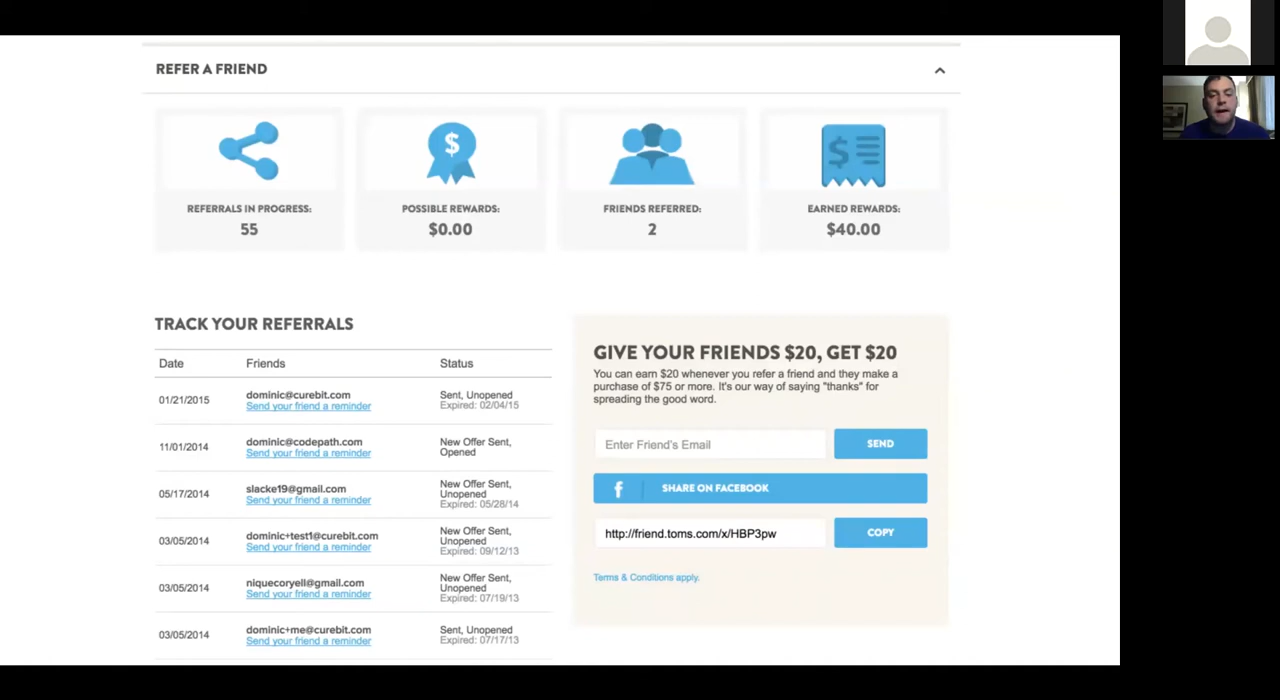 REFER A FRIEND
$
$
REFERRALS IN PROGRESS:
55
POSSIBLE REWARDS:
$0.00
FRIENDS REFERRED:
2
EARNED REWARDS:
$40.00
TRACK YOUR REFERRALS
Date Friends Status
01/21/2015 dominic@curebit.com Sent, Unopened
Send your friend a reminder Expired: 02/04/15
11/01/2014 dominic@codepath.com New Offer Sent,
Send your friend a reminder Opened
05/17/2014 slacke19@gmail.com New Offer Sent,
Send your friend a reminder Unopened
Expired: 05/28/14
03/05/2014 dominic+test1@curebit.com New Offer Sent,
Send your friend a reminder Unopened
Expired: 09/12/13
03/05/2014 niquecoryell@gmail.com New Offer Sent,
Send your friend a reminder Unopened
Expired: 07/19/13
03/05/2014 dominic+me@curebit.com Sent, Unopened
Send your friend a reminder Expired: 07/17/13
GIVE YOUR FRIENDS $20, GET $20
You can earn $20 whenever you refer a friend and they make a
purchase of $75 or more. It's our way of saying "thanks" for
spreading the good word.
Enter Friend's Email SEND
f SHARE ON FACEBOOK
http://friend.toms.com/x/HBP3pw COPY
Terms & Conditions apply.